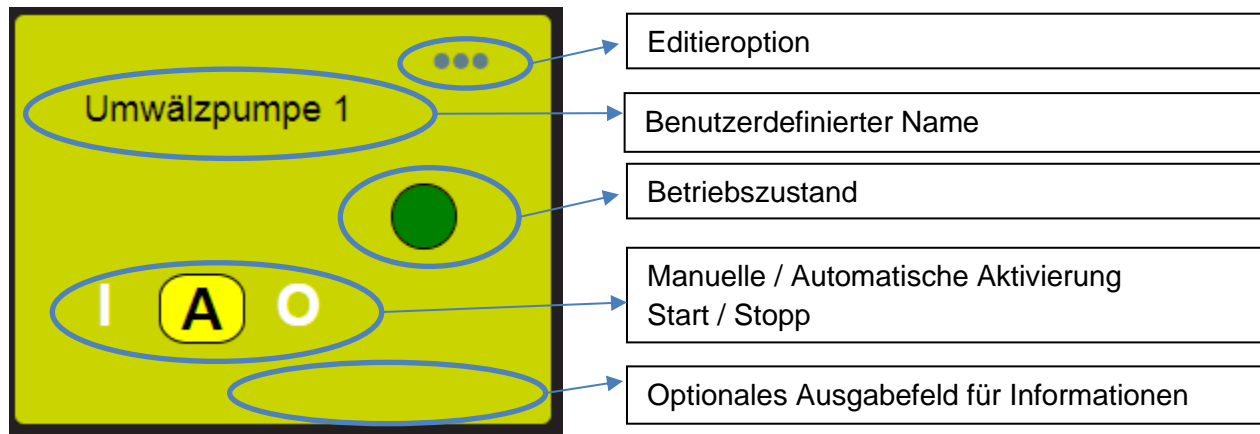 Editieroption
Umwälzpumpe 1
Benutzerdefinierter Name
Betriebszustand
I A O
Manuelle / Automatische Aktivierung
Start / Stopp
Optionales Ausgabefeld für Informationen